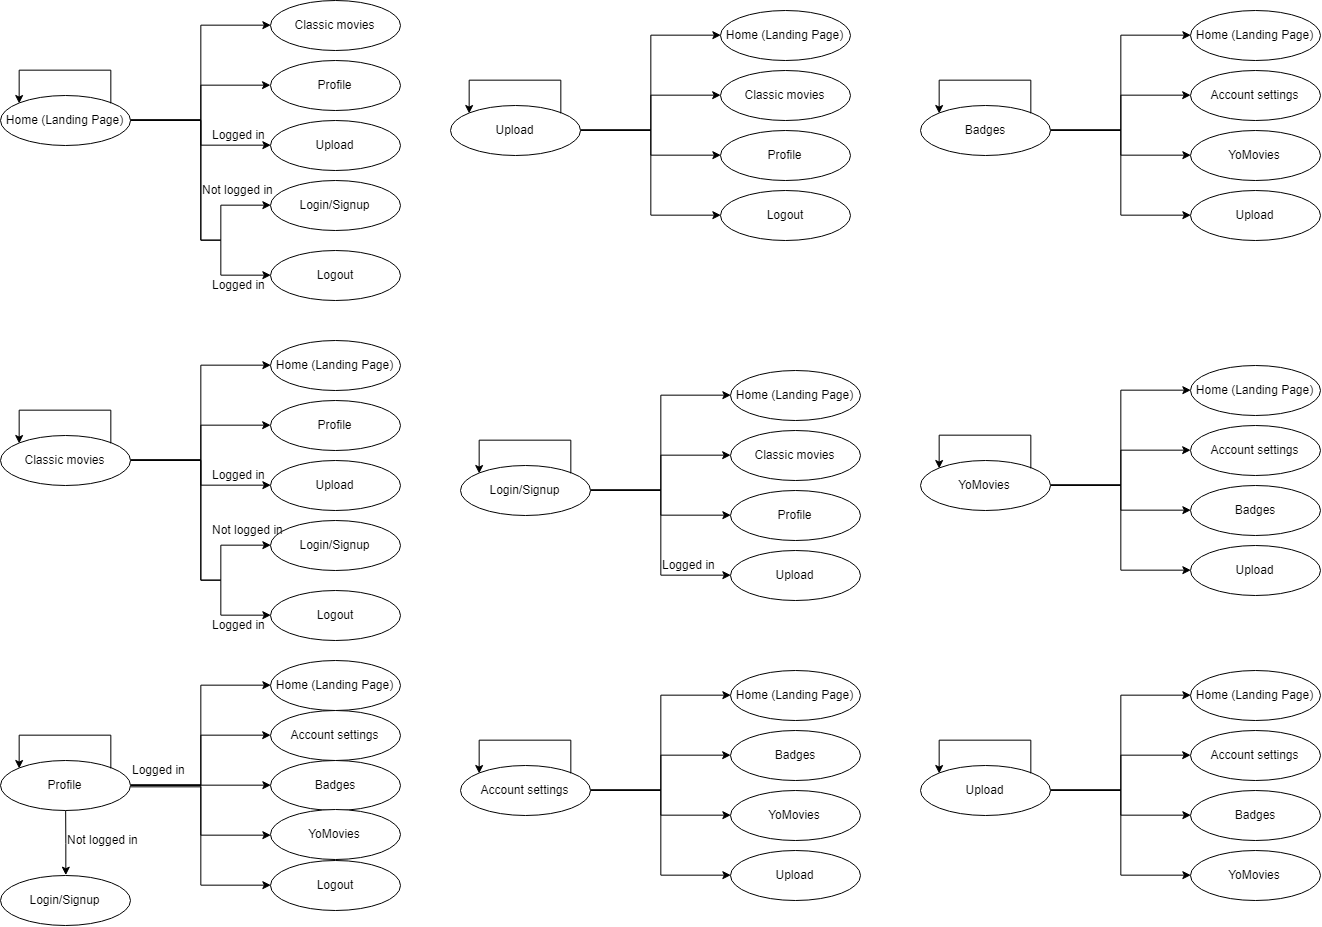 Home (Landing Page)
Classic movies
Profile
Logged in
Upload
Not logged in
Login/Signup
Logged in
Logout
Upload
Home (Landing Page)
Classic movies
Profile
Logout
Badges
Home (Landing Page)
Account settings
YoMovies
Upload
Classic movies
Home (Landing Page)
Profile
Logged in
Upload
Not logged in
Login/Signup
Logged in
Logout
Login/Signup
Home (Landing Page)
Classic movies
Profile
Logged in
Upload
YoMovies
Home (Landing Page)
Account settings
Badges
Upload
Profile
Logged in
Home (Landing Page)
Account settings
Badges
YoMovies
Logout
Not logged in
Login/Signup
Account settings
Home (Landing Page)
Badges
YoMovies
Upload
Upload
Home (Landing Page)
Account settings
Badges
YoMovies